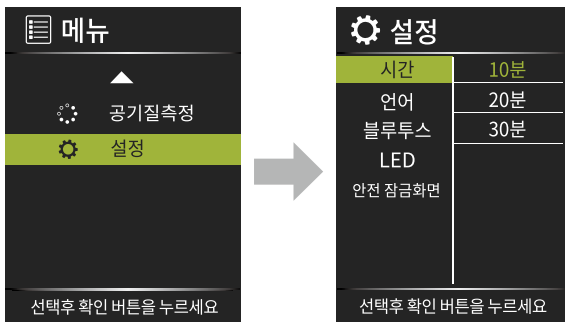 메뉴
공기질측정
설정
선택후 확인 버튼을 누르세요
설정
시간
10분
언어
20분
블루투스
30분
LED
안전 잠금화면
선택후 확인 버튼을 누르세요